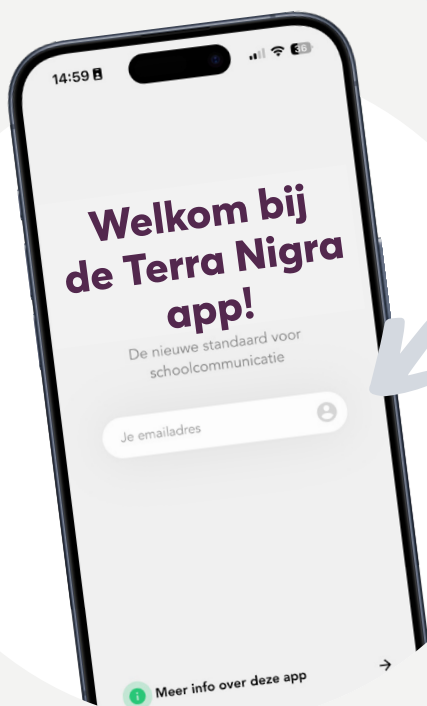 14:59
36
Welkom bij
de Terra Nigra
app!
De nieuwe standaard voor
schoolcommunicatie
Je emailadres
Meer info over deze app